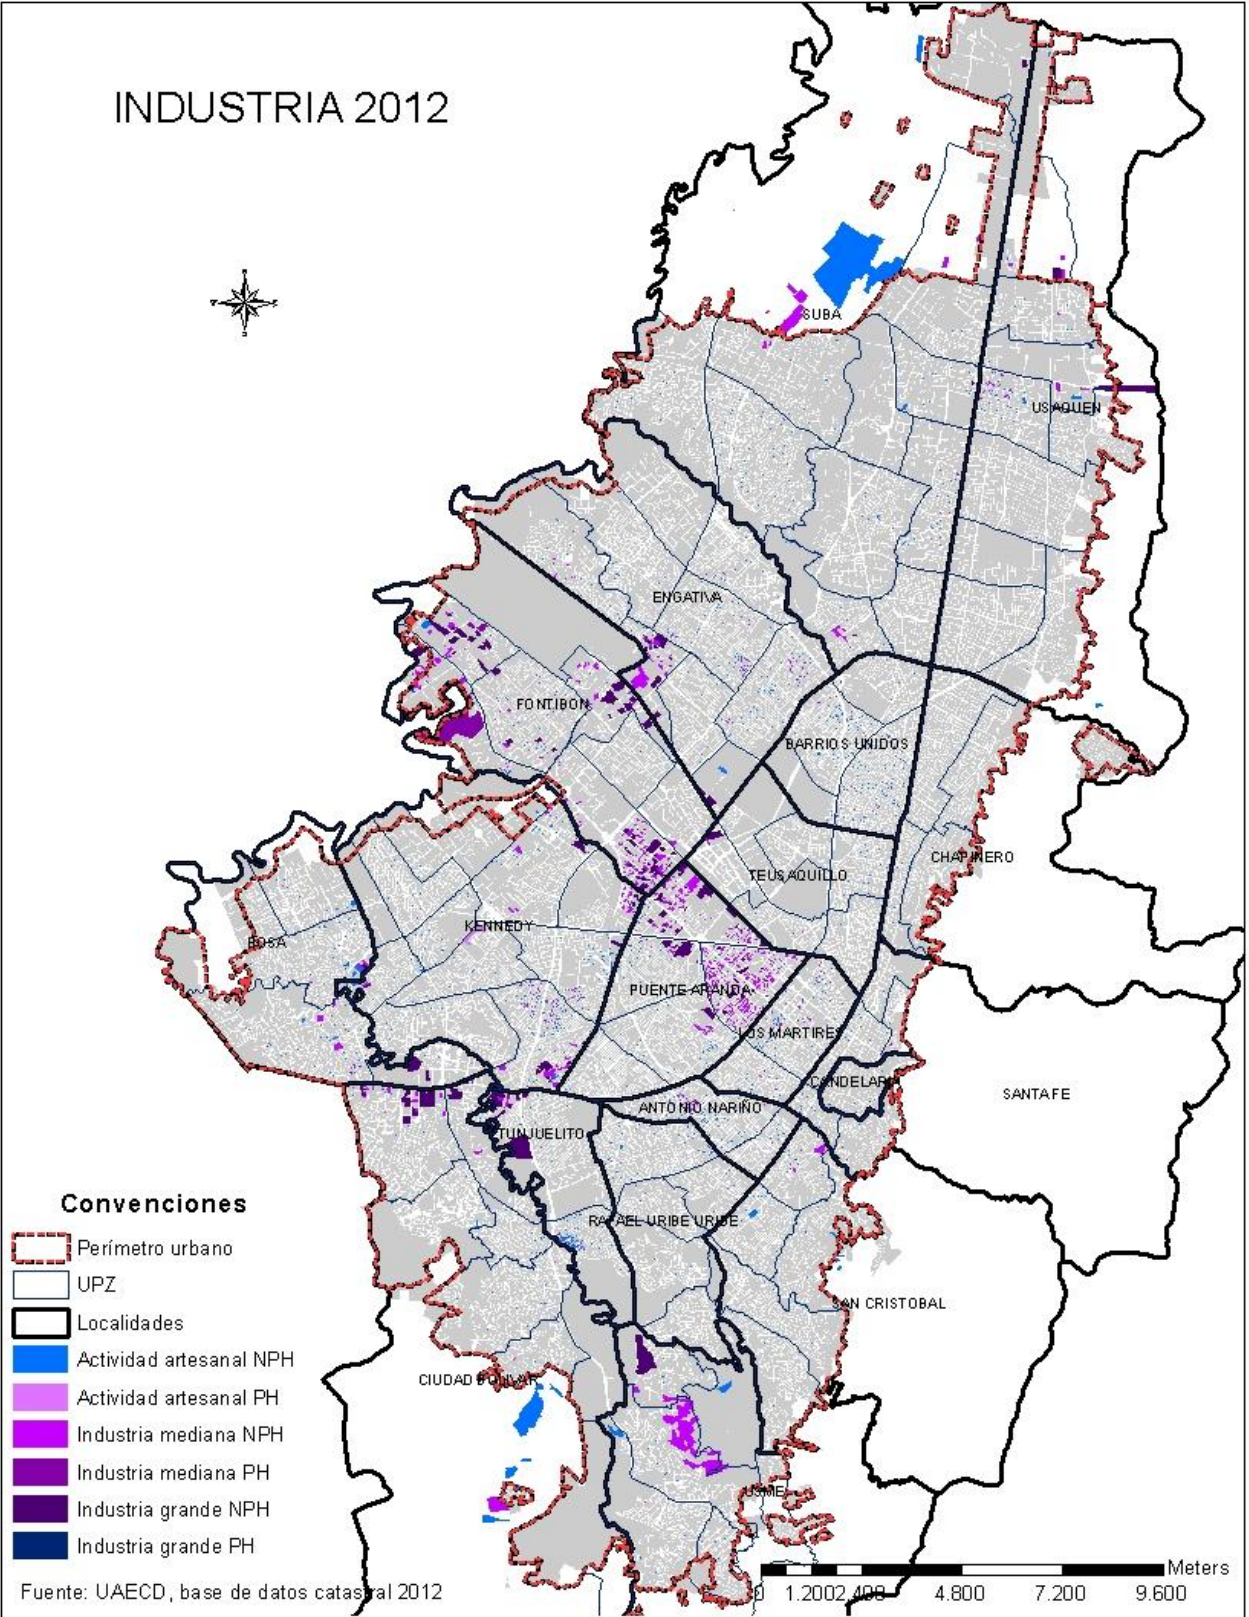 INDUSTRIA 2012
SUBA
USAQUEN
ENGATIVA
FONTIBON
BARRIOS UNIDOS
CHAPINERO
TEUSAQUILLO
KENNEDY
BOSA
PUENTE ARANDA
LOS MARTIRES
CANDELARIA
SANTA FE
ANTONIO NARIÑO
TUNJUELITO
RAFAEL URIBE URIBE
SAN CRISTOBAL
CIUDAD BOLIVAR
USME
Convenciones
Perímetro urbano
UPZ
Localidades
Actividad artesanal NPH
Actividad artesanal PH
Industria mediana NPH
Industria mediana PH
Industria grande NPH
Industria grande PH
Meters
0 1.200 2.400 4.800 7.200 9.600
Fuente: UAECD, base de datos catastral 2012